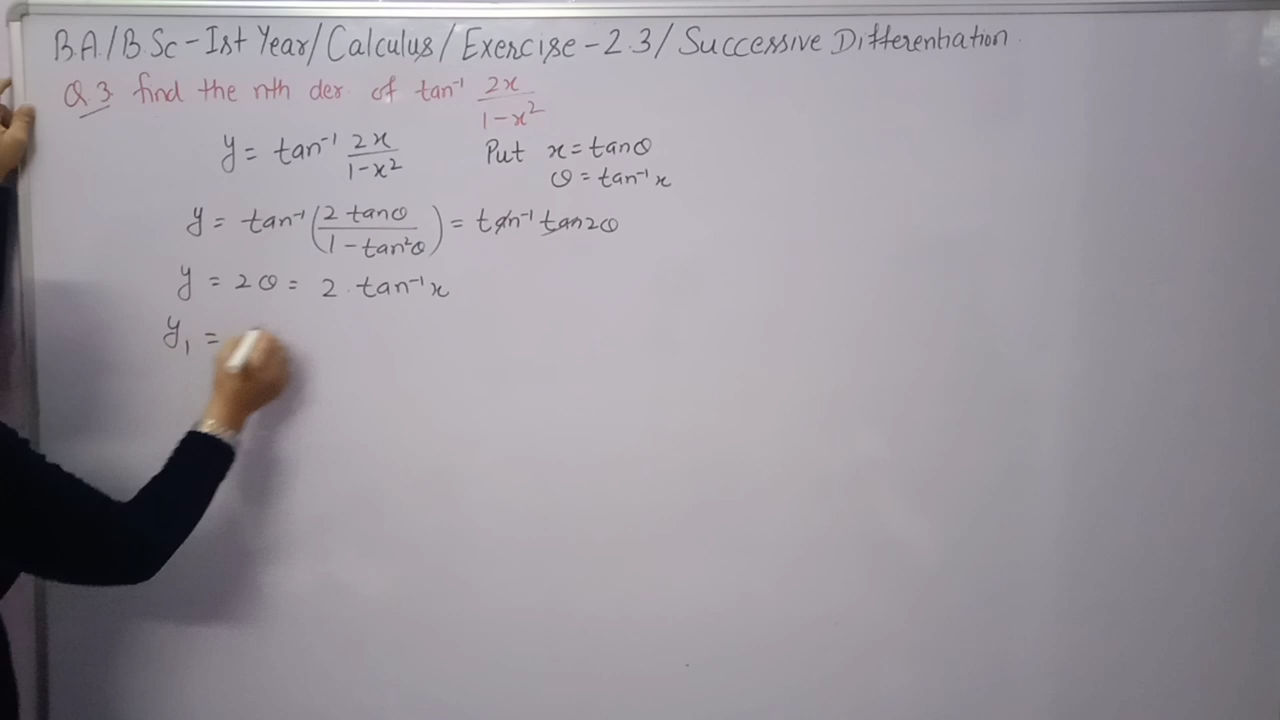 B.A./B.Sc-Ist Year/Calculus/Exercise-2.3/Successive Differentiation
Q.3 find the nth der. of tan⁻¹ 2x/1-x²
y = tan⁻¹ 2x/1-x² Put x = tanθ
θ = tan⁻¹x
y = tan⁻¹(2 tanθ/1-tan²θ) = tan⁻¹ tan2θ
y = 2θ = 2 tan⁻¹x
y₁ =